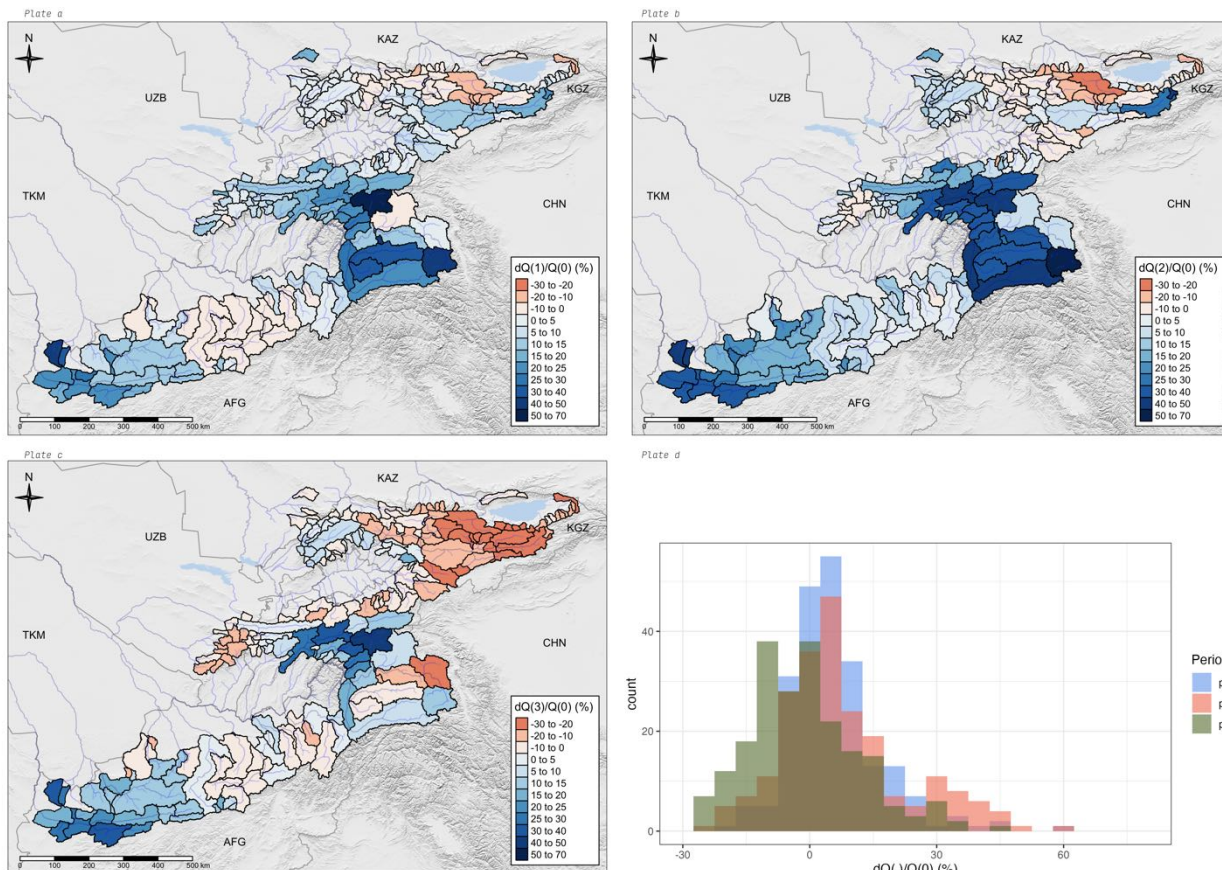 Plate a
N
KAZ
UZB
KGZ
TKM
CHN
AFG
dQ(1)/Q(0) (%)
-30 to -20
-20 to -10
-10 to 0
0 to 5
5 to 10
10 to 15
15 to 20
20 to 25
25 to 30
30 to 40
40 to 50
50 to 70
0 100 200 300 400 500 km
Plate b
N
KAZ
UZB
KGZ
TKM
CHN
AFG
dQ(2)/Q(0) (%)
-30 to -20
-20 to -10
-10 to 0
0 to 5
5 to 10
10 to 15
15 to 20
20 to 25
25 to 30
30 to 40
40 to 50
50 to 70
0 100 200 300 400 500 km
Plate c
N
KAZ
UZB
KGZ
TKM
CHN
AFG
dQ(3)/Q(0) (%)
-30 to -20
-20 to -10
-10 to 0
0 to 5
5 to 10
10 to 15
15 to 20
20 to 25
25 to 30
30 to 40
40 to 50
50 to 70
0 100 200 300 400 500 km
Plate d
count
40
20
0
-30 0 30 60
dQ(.)/Q(0) (%)
Perio
p
p
p